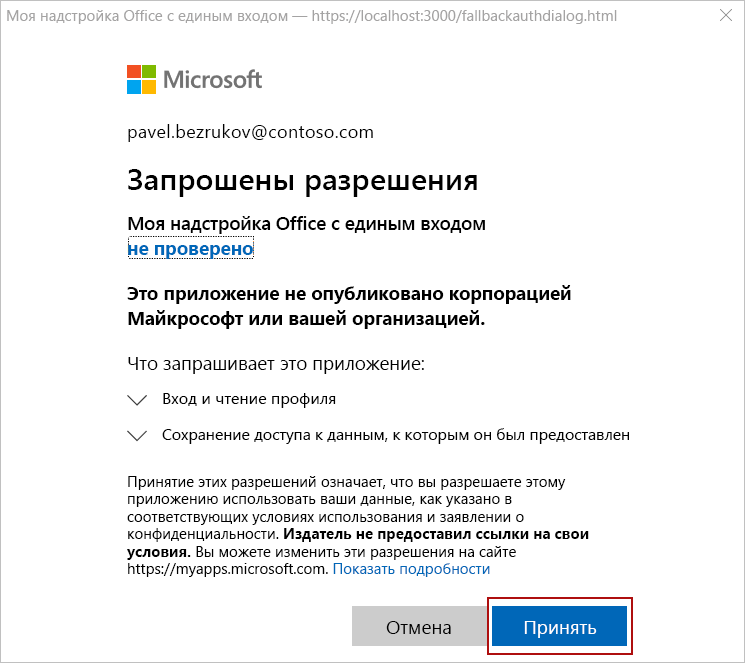 Моя надстройка Office с единым входом — https://localhost:3000/fallbackauthdialog.html
Microsoft
pavel.bezrukov@contoso.com
Запрошены разрешения
Моя надстройка Office с единым входом
не проверено
Это приложение не опубликовано корпорацией
Майкрософт или вашей организацией.
Что запрашивает это приложение:
Вход и чтение профиля
Сохранение доступа к данным, к которым он был предоставлен
Принятие этих разрешений означает, что вы разрешаете этому
приложению использовать ваши данные, как указано в
соответствующих условиях использования и заявлении о
конфиденциальности. Издатель не предоставил ссылки на свои
условия. Вы можете изменить эти разрешения на сайте
https://myapps.microsoft.com. Показать подробности
Отмена
Принять